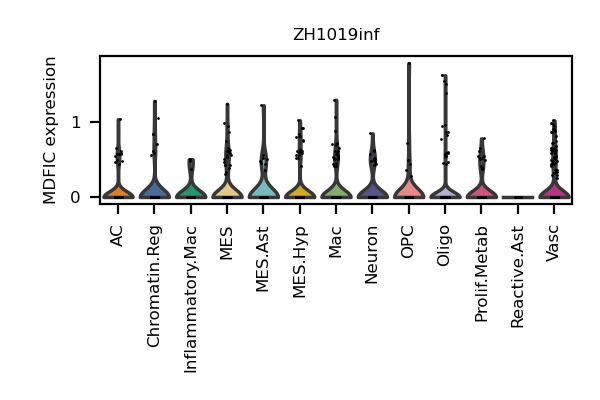 ZH1019inf
MDFIC expression
1
0
AC
Chromatin.Reg
Inflammatory.Mac
MES
MES.Ast
MES.Hyp
Mac
Neuron
OPC
Oligo
Prolif.Metab
Reactive.Ast
Vasc